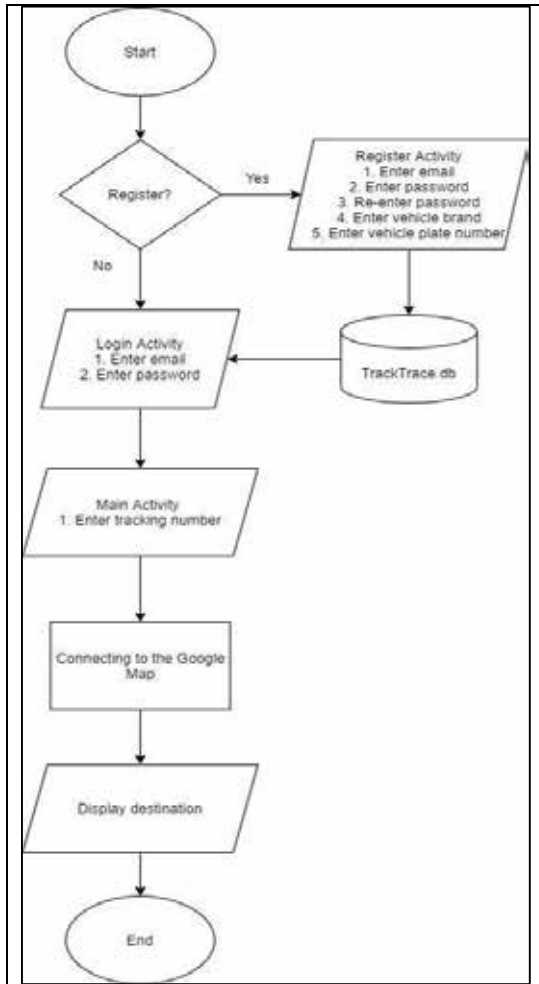 Start
Register?
Yes
Register Activity
1. Enter email
2. Enter password
3. Re-enter password
4. Enter vehicle brand
5. Enter vehicle plate number
No
Login Activity
1. Enter email
2. Enter password
TrackTrace.db
Main Activity
1. Enter tracking number
Connecting to the Google
Map
Display destination
End